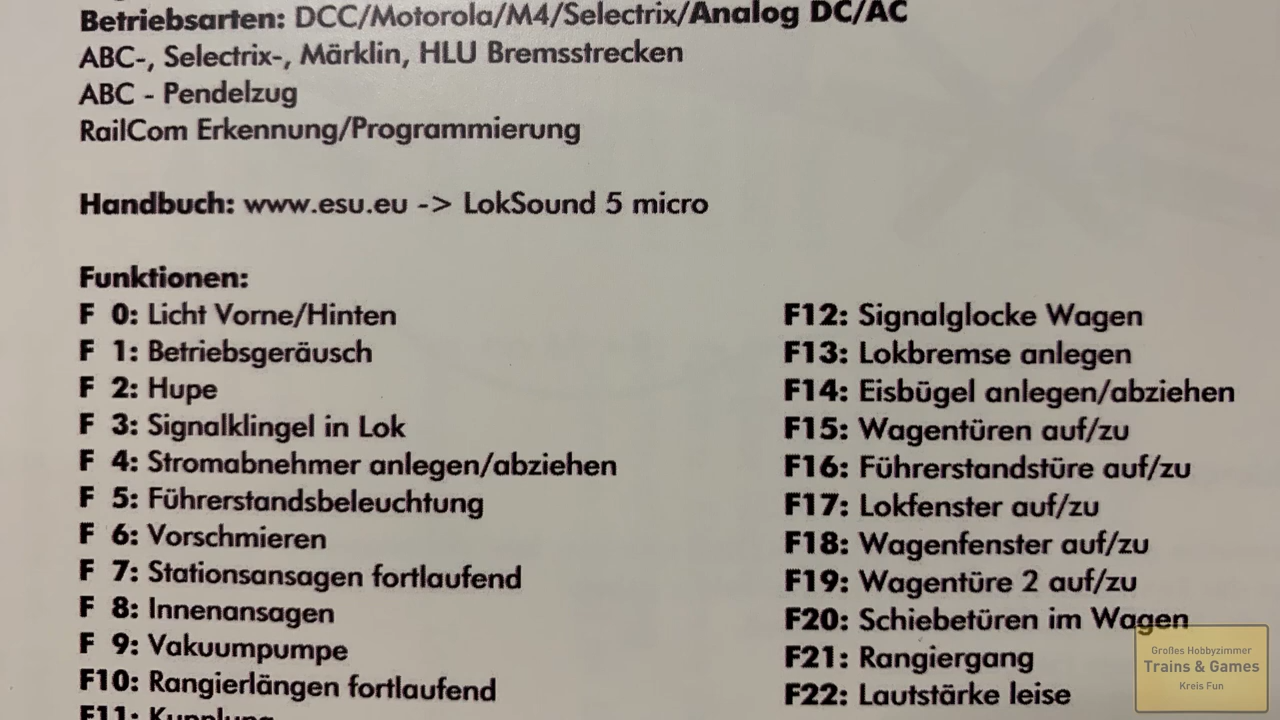 Betriebsarten: DCC/Motorola/M4/Selectrix/Analog DC/AC
ABC-, Selectrix-, Märklin, HLU Bremsstrecken
ABC - Pendelzug
RailCom Erkennung/Programmierung
Handbuch: www.esu.eu -> LokSound 5 micro
Funktionen:
F 0: Licht Vorne/Hinten
F 1: Betriebsgeräusch
F 2: Hupe
F 3: Signalklingel in Lok
F 4: Stromabnehmer anlegen/abziehen
F 5: Führerstandsbeleuchtung
F 6: Vorschmieren
F 7: Stationsansagen fortlaufend
F 8: Innenansagen
F 9: Vakuumpumpe
F10: Rangierlängen fortlaufend
F11: Kupplung
F12: Signalglocke Wagen
F13: Lokbremse anlegen
F14: Eisbügel anlegen/abziehen
F15: Wagentüren auf/zu
F16: Führerstandstüre auf/zu
F17: Lokfenster auf/zu
F18: Wagenfenster auf/zu
F19: Wagentüre 2 auf/zu
F20: Schiebetüren im Wagen
F21: Rangiergang
F22: Lautstärke leise
Großes Hobbyzimmer
Trains & Games
Kreis Fun